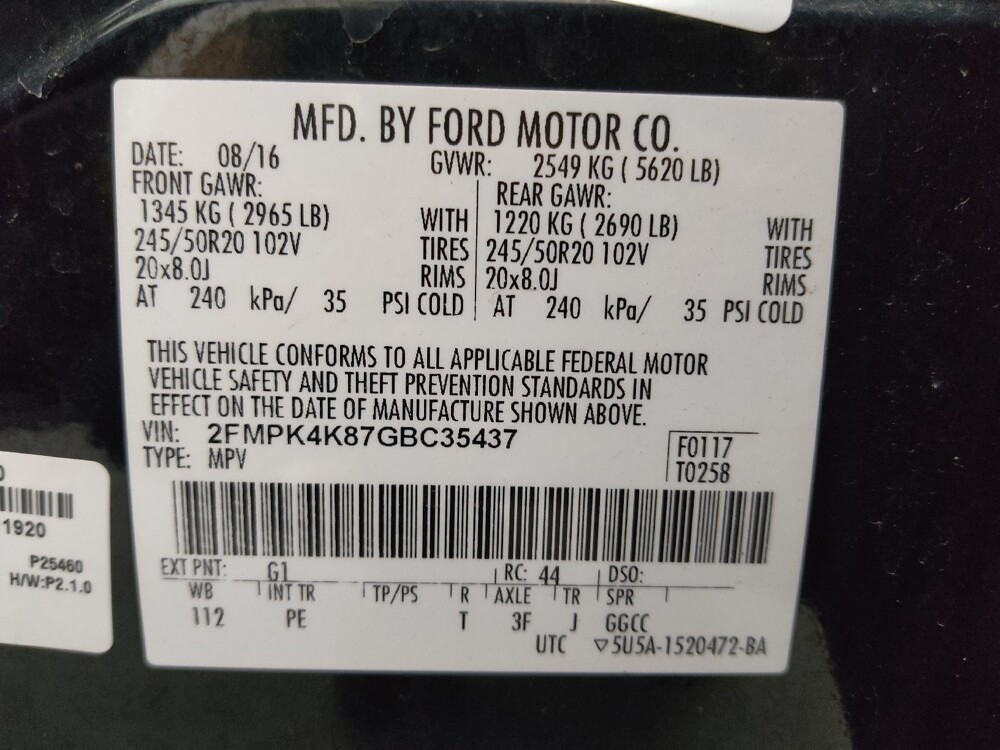 MFD. BY FORD MOTOR CO.
DATE: 08/16 GVWR: 2549 KG ( 5620 LB)
FRONT GAWR: REAR GAWR:
1345 KG ( 2965 LB) WITH 1220 KG ( 2690 LB) WITH
245/50R20 102V TIRES 245/50R20 102V TIRES
20x8.0J RIMS 20x8.0J RIMS
AT 240 kPa/ 35 PSI COLD AT 240 kPa/ 35 PSI COLD
THIS VEHICLE CONFORMS TO ALL APPLICABLE FEDERAL MOTOR
VEHICLE SAFETY AND THEFT PREVENTION STANDARDS IN
EFFECT ON THE DATE OF MANUFACTURE SHOWN ABOVE.
VIN: 2FMPK4K87GBC35437
TYPE: MPV
F0117
T0258
EXT PNT: G1 RC: 44 DSO:
WB INT TR TP/PS R AXLE TR SPR
112 PE T 3F J GGCC
UTC ▽5U5A-1520472-BA
1920
P25460
H/W:P2.1.0